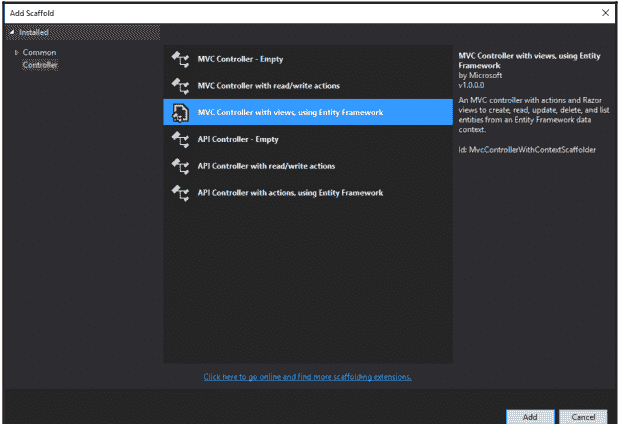 Add Scaffold
Installed
Common
Controller
MVC Controller - Empty
MVC Controller with read/write actions
MVC Controller with views, using Entity Framework
API Controller - Empty
API Controller with read/write actions
API Controller with actions, using Entity Framework
MVC Controller with views, using Entity
Framework
by Microsoft
v1.0.0.0
An MVC controller with actions and Razor
views to create, read, update, delete, and list
entities from an Entity Framework data
context.
Id: MvcControllerWithContextScaffolder
Click here to go online and find more scaffolding extensions.
Add
Cancel